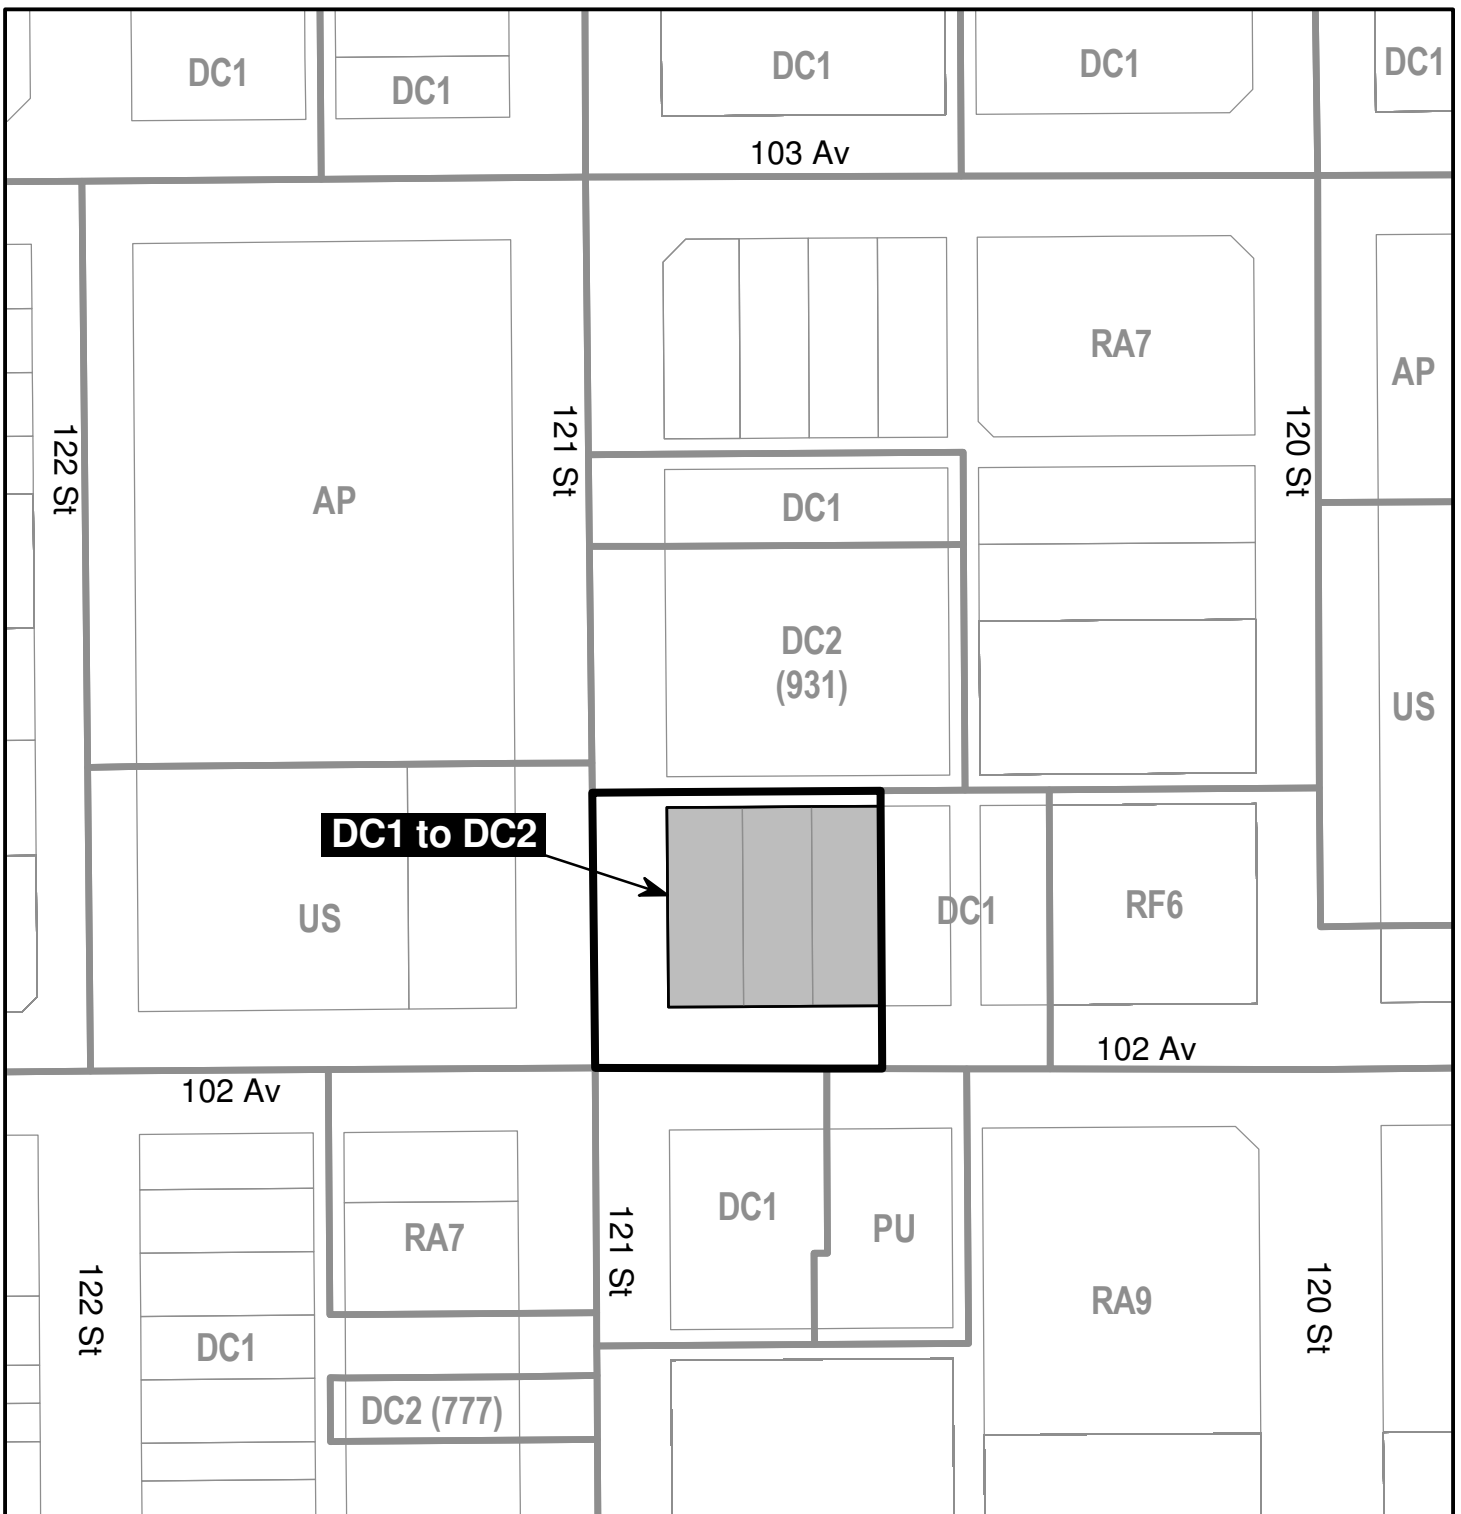 DC1
DC1
DC1
DC1
DC1
103 Av
RA7
AP
122 St
121 St
120 St
AP
DC1
DC2
(931)
US
DC1 to DC2
US
DC1
RF6
102 Av
102 Av
DC1
PU
RA7
121 St
122 St
120 St
RA9
DC1
DC2 (777)